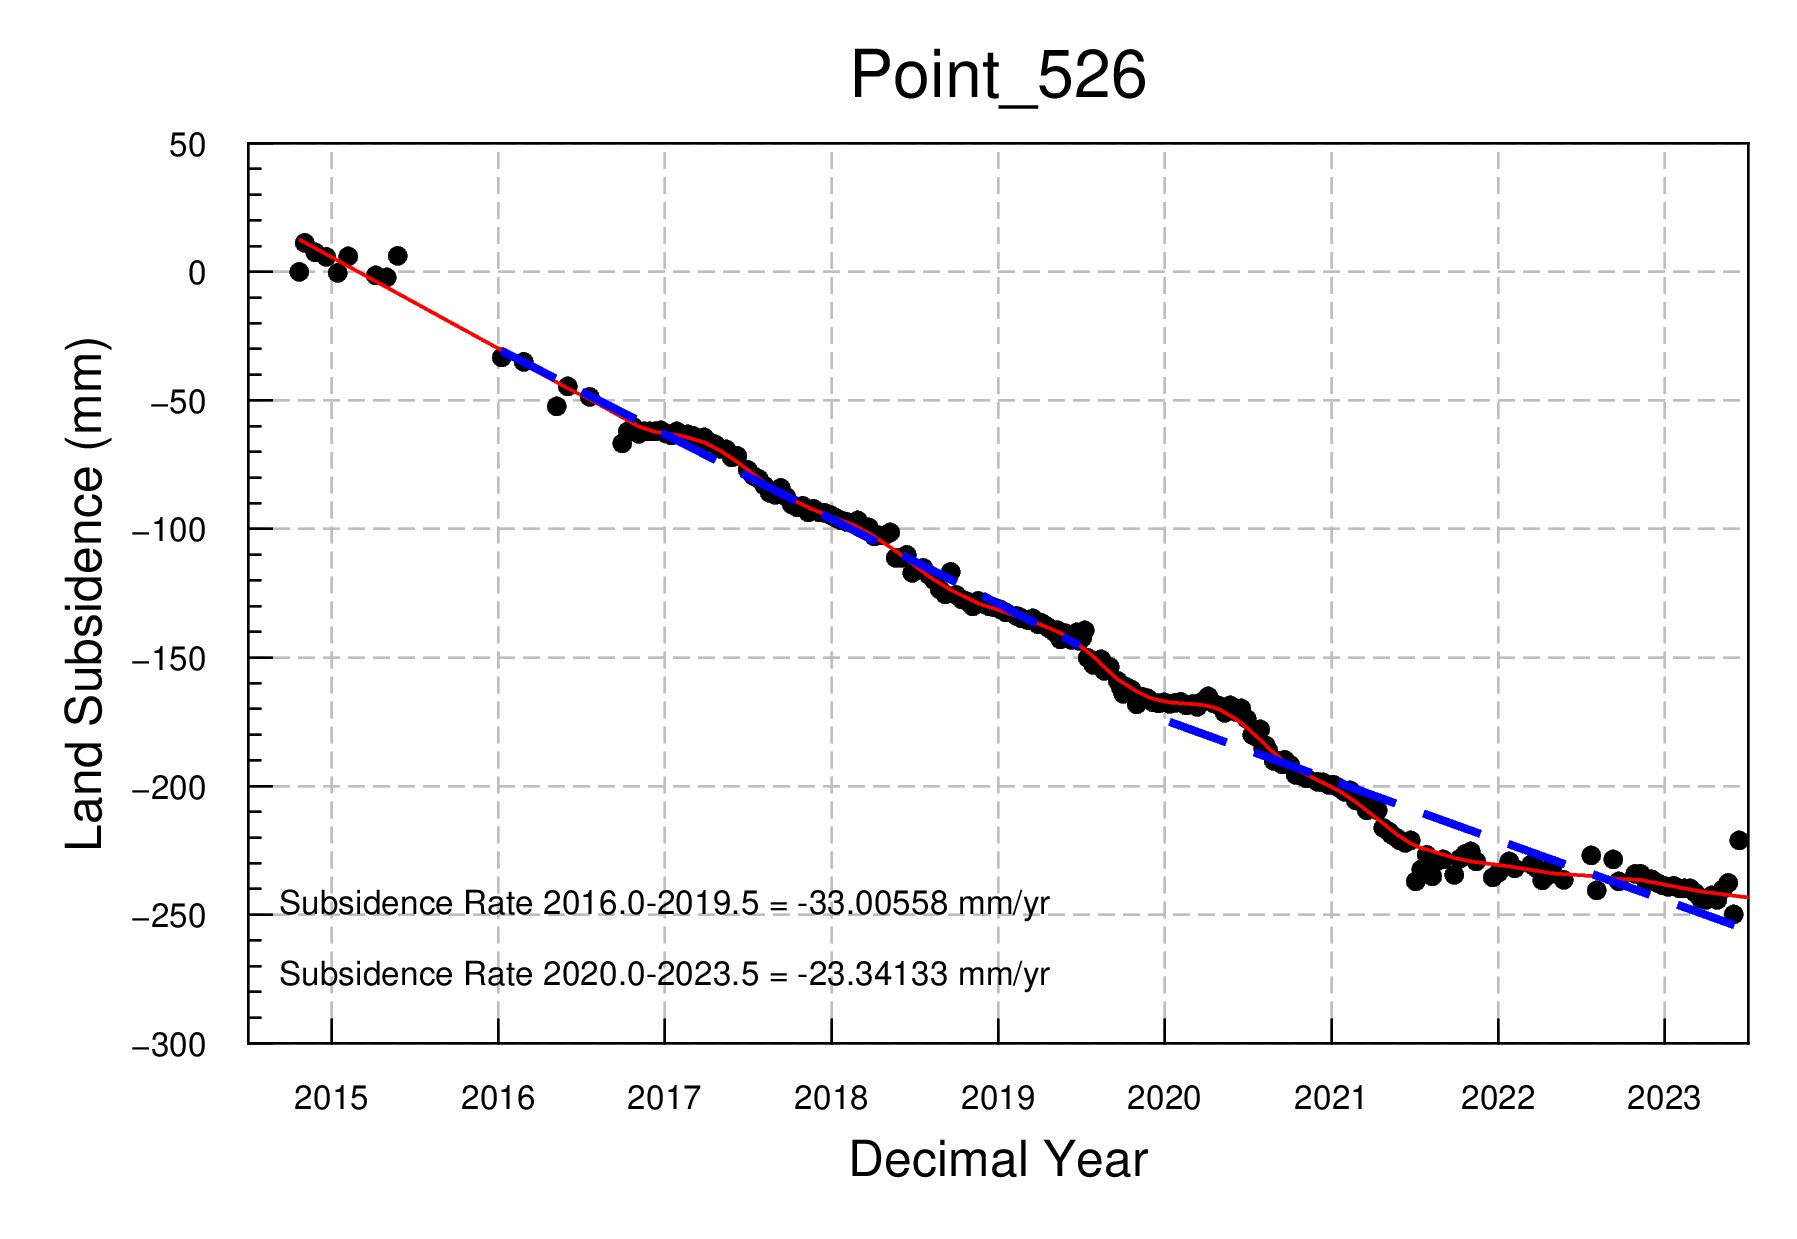 Point_526
50
0
−50
−100
−150
−200
−250
−300
Land Subsidence (mm)
Subsidence Rate 2016.0-2019.5 = -33.00558 mm/yr
Subsidence Rate 2020.0-2023.5 = -23.34133 mm/yr
2015 2016 2017 2018 2019 2020 2021 2022 2023
Decimal Year